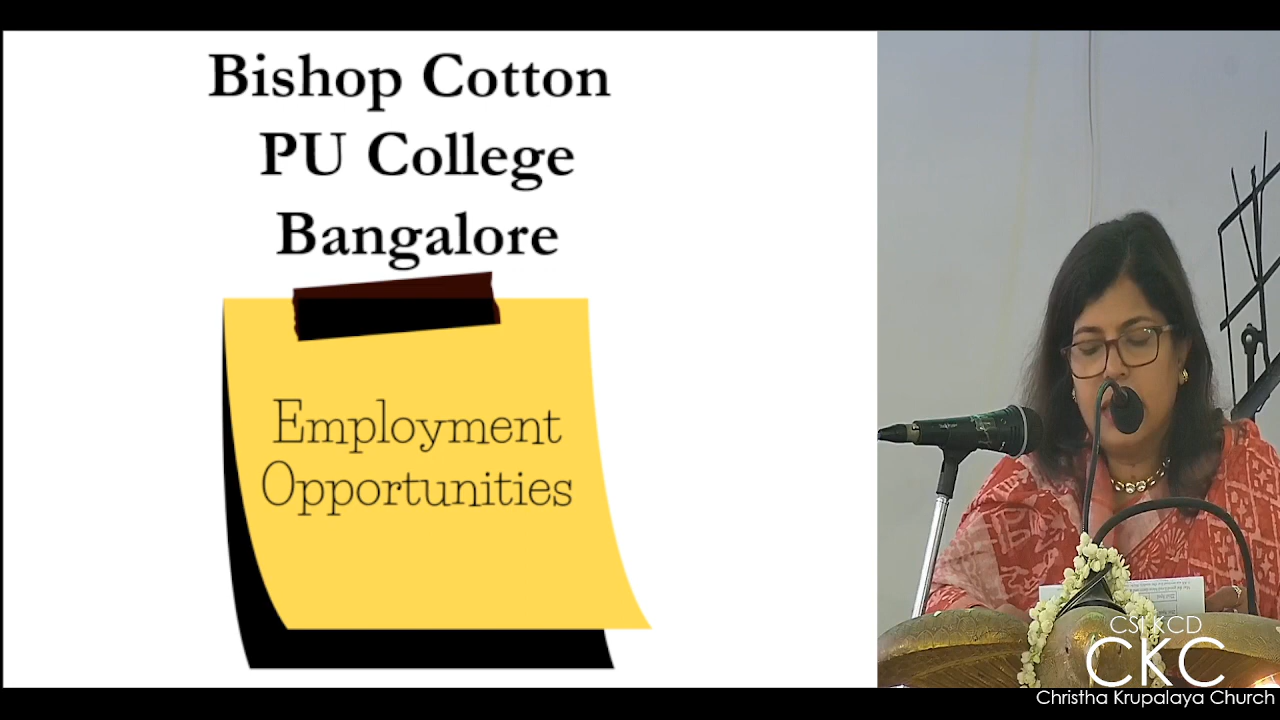 Bishop Cotton
PU College
Bangalore
Employment
Opportunities
CSI KCD
CKC
Christha Krupalaya Church